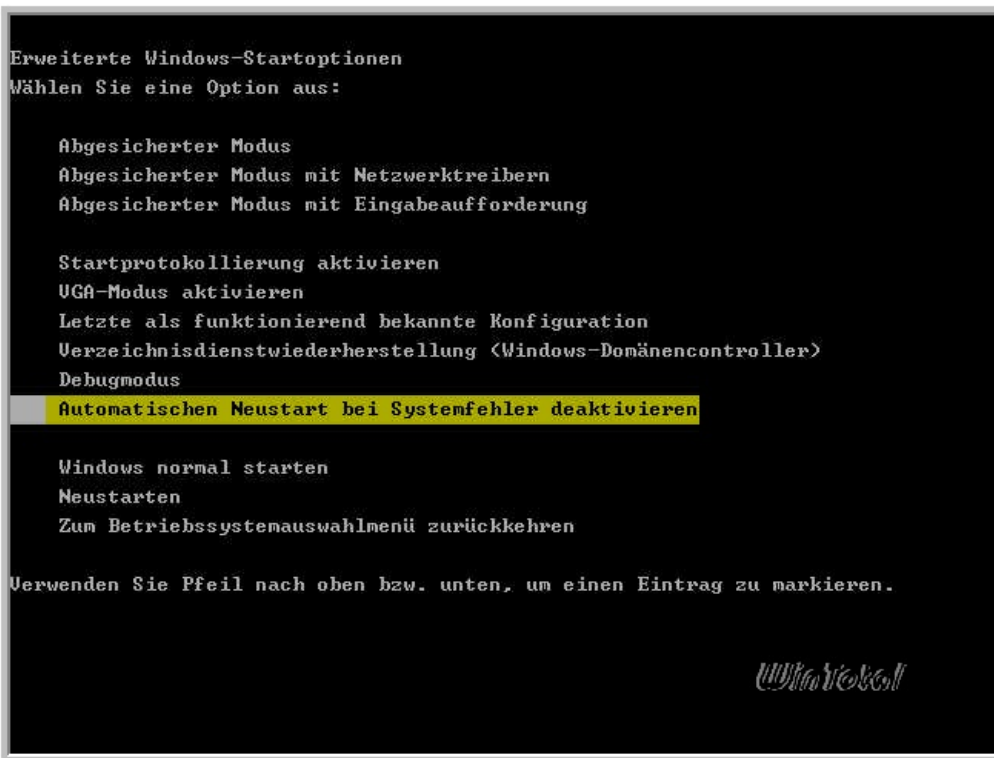 Erweiterte Windows-Startoptionen
Wählen Sie eine Option aus:
Abgesicherter Modus
Abgesicherter Modus mit Netzwerktreibern
Abgesicherter Modus mit Eingabeaufforderung
Startprotokollierung aktivieren
VGA-Modus aktivieren
Letzte als funktionierend bekannte Konfiguration
Verzeichnisdienstwiederherstellung (Windows-Domänencontroller)
Debugmodus
Automatischen Neustart bei Systemfehler deaktivieren
Windows normal starten
Neustarten
Zum Betriebssystemauswahlmenü zurückkehren
Verwenden Sie Pfeil nach oben bzw. unten, um einen Eintrag zu markieren.
WinTotal